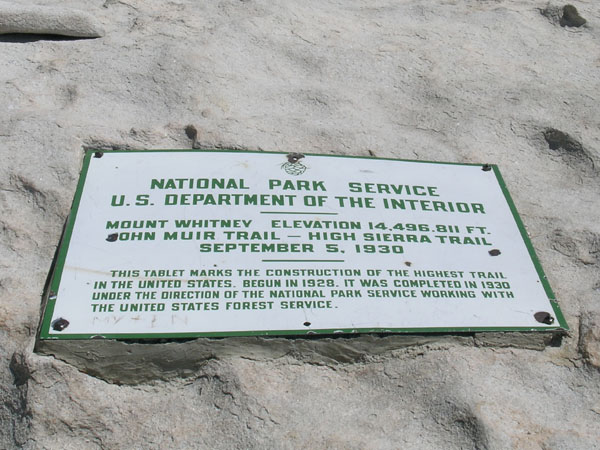 NATIONAL PARK SERVICE
U.S. DEPARTMENT OF THE INTERIOR
MOUNT WHITNEY ELEVATION 14,496.811 FT.
JOHN MUIR TRAIL — HIGH SIERRA TRAIL
SEPTEMBER 5, 1930
THIS TABLET MARKS THE CONSTRUCTION OF THE HIGHEST TRAIL
IN THE UNITED STATES. BEGUN IN 1928. IT WAS COMPLETED IN 1930
UNDER THE DIRECTION OF THE NATIONAL PARK SERVICE WORKING WITH
THE UNITED STATES FOREST SERVICE.